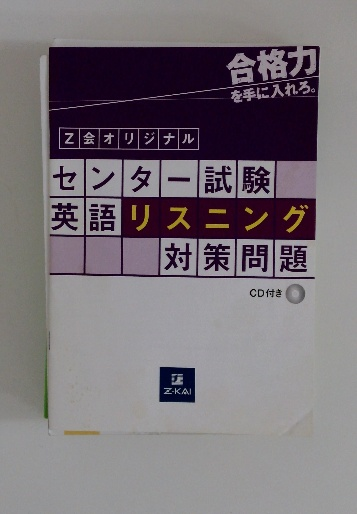 合格力
を手に入れろ。
Z会オリジナル
センター試験
英語リスニング
対策問題
CD付き
Z-KAI